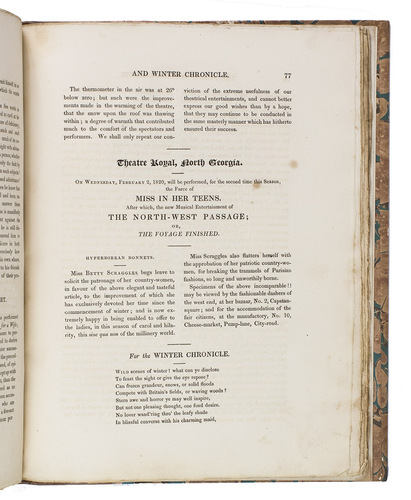 AND WINTER CHRONICLE. 77
The thermometer in the air was at 26°
below zero; but such were the improve-
ments made in the warming of the theatre,
that the snow upon the roof was thawing
within; a degree of warmth that contributed
much to the comfort of the spectators and
performers. We shall only repeat our con-
viction of the extreme usefulness of our
theatrical entertainments, and cannot better
express our good wishes than by a hope,
that they may continue to be conducted in
the same masterly manner which has hitherto
ensured their success.
Theatre Royal, North Georgia.
On Wednesday, February 2, 1820, will be performed, for the second time this Season,
the Farce of
MISS IN HER TEENS.
After which, the new Musical Entertainment of
THE NORTH-WEST PASSAGE;
OR,
THE VOYAGE FINISHED.
HYPERBOREAN BONNETS.
Miss Betty Scraggles begs leave to
solicit the patronage of her country-women,
in favour of the above elegant and tasteful
article, to the improvement of which she
has exclusively devoted her time since the
commencement of winter; and is now ex-
tremely happy in being enabled to offer to
the ladies, in this season of carol and hila-
rity, this sine qua non of the millinery world.
Miss Scraggles also flatters herself with
the approbation of her patriotic country-wo-
men, for breaking the trammels of Parisian
fashions, so long and unworthily borne.
Specimens of the above incomparable!!
may be viewed by the fashionable dashers of
the west end, at her bazaar, No. 2, Capstan-
square; and for the accommodation of the
fair citizens, at the manufactory, No. 10,
Cheese-market, Pump-lane, City-road.
For the WINTER CHRONICLE.
Wild scenes of winter! what can ye disclose
To feast the sight or give the eye repose?
Can frozen grandeur, snows, or solid floods
Compete with Britain's fields, or waving woods?
Stern awe and horror ye may well inspire,
But not one pleasing thought, one fond desire.
No lover wand'ring thro' the leafy shade
In blissful converse with his charming maid,